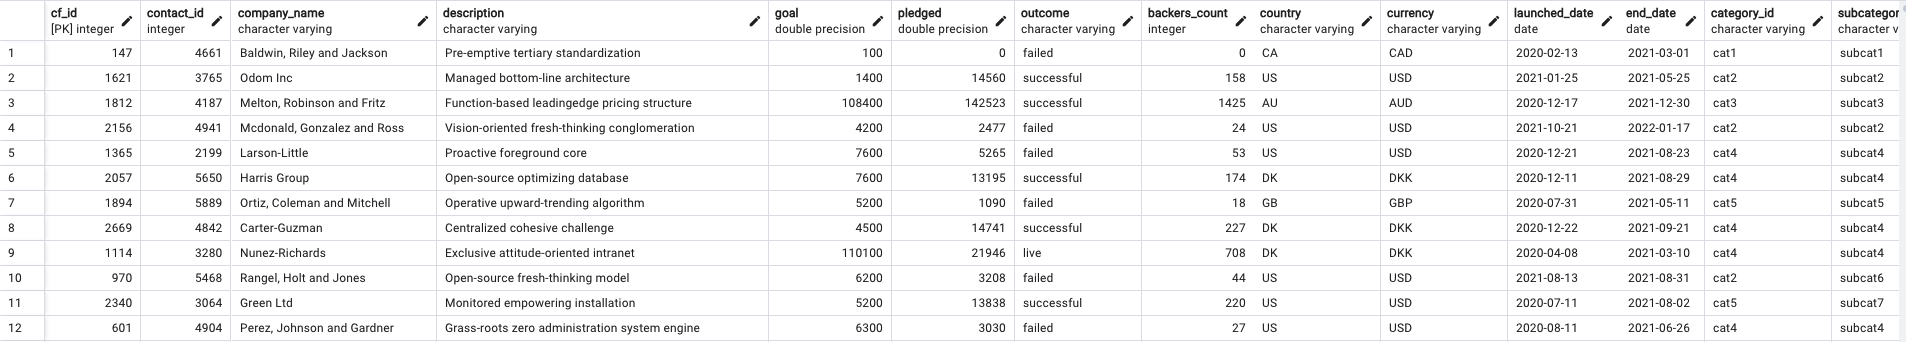 cf_id contact_id company_name description goal pledged outcome backers_count country currency launched_date end_date category_id subcategor
[PK] integer integer character varying character varying double precision double precision character varying integer character varying character varying date date character varying character v
1 147 4661 Baldwin, Riley and Jackson Pre-emptive tertiary standardization 100 0 failed 0 CA CAD 2020-02-13 2021-03-01 cat1 subcat1
2 1621 3765 Odom Inc Managed bottom-line architecture 1400 14560 successful 158 US USD 2021-01-25 2021-05-25 cat2 subcat2
3 1812 4187 Melton, Robinson and Fritz Function-based leadingedge pricing structure 108400 142523 successful 1425 AU AUD 2020-12-17 2021-12-30 cat3 subcat3
4 2156 4941 Mcdonald, Gonzalez and Ross Vision-oriented fresh-thinking conglomeration 4200 2477 failed 24 US USD 2021-10-21 2022-01-17 cat2 subcat2
5 1365 2199 Larson-Little Proactive foreground core 7600 5265 failed 53 US USD 2020-12-21 2021-08-23 cat4 subcat4
6 2057 5650 Harris Group Open-source optimizing database 7600 13195 successful 174 DK DKK 2020-12-11 2021-08-29 cat4 subcat4
7 1894 5889 Ortiz, Coleman and Mitchell Operative upward-trending algorithm 5200 1090 failed 18 GB GBP 2020-07-31 2021-05-11 cat5 subcat5
8 2669 4842 Carter-Guzman Centralized cohesive challenge 4500 14741 successful 227 DK DKK 2020-12-22 2021-09-21 cat4 subcat4
9 1114 3280 Nunez-Richards Exclusive attitude-oriented intranet 110100 21946 live 708 DK DKK 2020-04-08 2021-03-10 cat4 subcat4
10 970 5468 Rangel, Holt and Jones Open-source fresh-thinking model 6200 3208 failed 44 US USD 2021-08-13 2021-08-31 cat2 subcat6
11 2340 3064 Green Ltd Monitored empowering installation 5200 13838 successful 220 US USD 2020-07-11 2021-08-02 cat5 subcat7
12 601 4904 Perez, Johnson and Gardner Grass-roots zero administration system engine 6300 3030 failed 27 US USD 2020-08-11 2021-06-26 cat4 subcat4